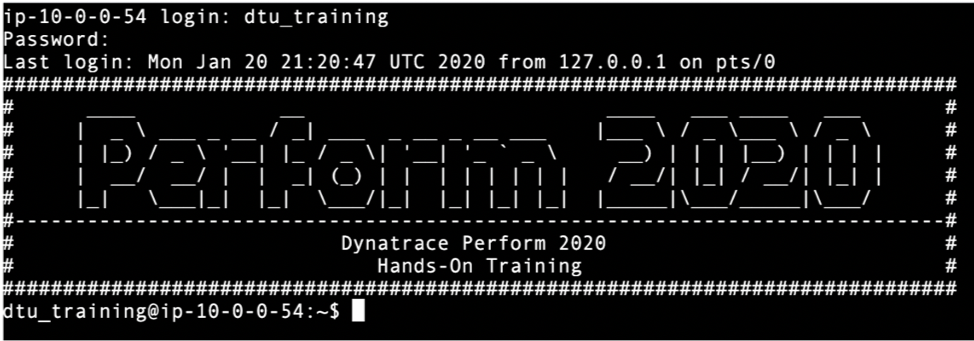 ip-10-0-0-54 login: dtu_training
Password:
Last login: Mon Jan 20 21:20:47 UTC 2020 from 127.0.0.1 on pts/0
###############################################################################
Perform 2020
#-----------------------------------------------------------------------------#
# Dynatrace Perform 2020 #
# Hands-On Training #
###############################################################################
dtu_training@ip-10-0-0-54:~$